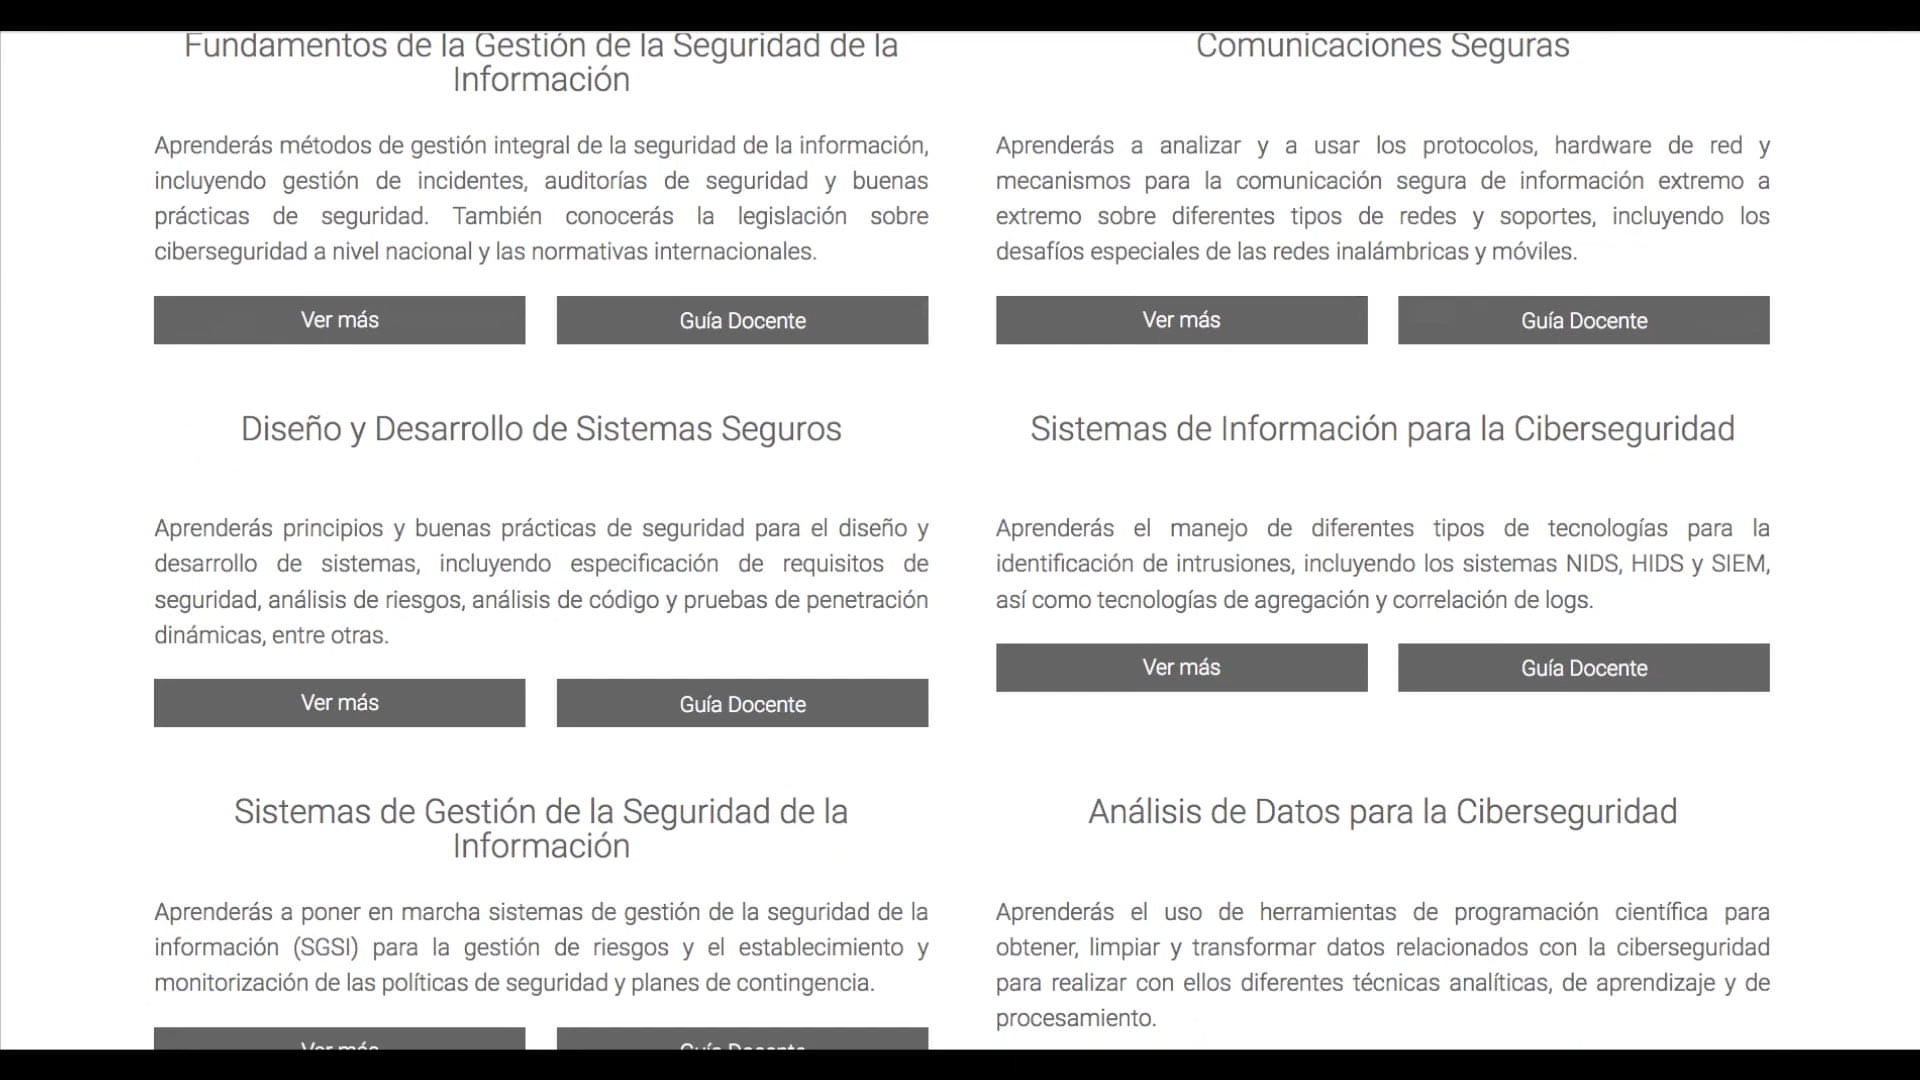 Fundamentos de la Gestión de la Seguridad de la
Información
Aprenderás métodos de gestión integral de la seguridad de la información,
incluyendo gestión de incidentes, auditorías de seguridad y buenas
prácticas de seguridad. También conocerás la legislación sobre
ciberseguridad a nivel nacional y las normativas internacionales.
Ver más
Guía Docente
Comunicaciones Seguras
Aprenderás a analizar y a usar los protocolos, hardware de red y
mecanismos para la comunicación segura de información extremo a
extremo sobre diferentes tipos de redes y soportes, incluyendo los
desafíos especiales de las redes inalámbricas y móviles.
Ver más
Guía Docente
Diseño y Desarrollo de Sistemas Seguros
Aprenderás principios y buenas prácticas de seguridad para el diseño y
desarrollo de sistemas, incluyendo especificación de requisitos de
seguridad, análisis de riesgos, análisis de código y pruebas de penetración
dinámicas, entre otras.
Ver más
Guía Docente
Sistemas de Información para la Ciberseguridad
Aprenderás el manejo de diferentes tipos de tecnologías para la
identificación de intrusiones, incluyendo los sistemas NIDS, HIDS y SIEM,
así como tecnologías de agregación y correlación de logs.
Ver más
Guía Docente
Sistemas de Gestión de la Seguridad de la
Información
Aprenderás a poner en marcha sistemas de gestión de la seguridad de la
información (SGSI) para la gestión de riesgos y el establecimiento y
monitorización de las políticas de seguridad y planes de contingencia.
Ver más
Guía Docente
Análisis de Datos para la Ciberseguridad
Aprenderás el uso de herramientas de programación científica para
obtener, limpiar y transformar datos relacionados con la ciberseguridad
para realizar con ellos diferentes técnicas analíticas, de aprendizaje y de
procesamiento.